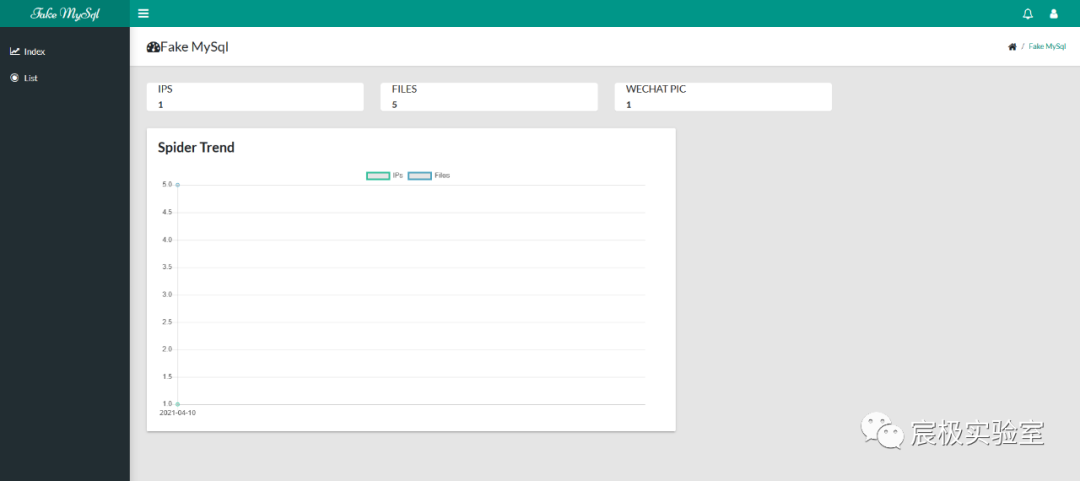 Fake MySql
Index
List
Fake MySql
/ Fake MySql
IPS
1
FILES
5
WECHAT PIC
1
Spider Trend
IPs
Files
5.0
4.5
4.0
3.5
3.0
2.5
2.0
1.5
1.0
2021-04-10
宸极实验室